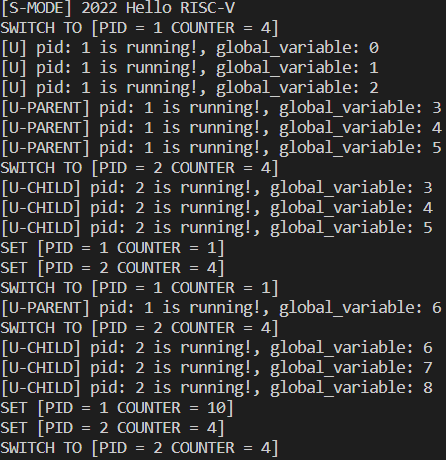 [S-MODE] 2022 Hello RISC-V
SWITCH TO [PID = 1 COUNTER = 4]
[U] pid: 1 is running!, global_variable: 0
[U] pid: 1 is running!, global_variable: 1
[U] pid: 1 is running!, global_variable: 2
[U-PARENT] pid: 1 is running!, global_variable: 3
[U-PARENT] pid: 1 is running!, global_variable: 4
[U-PARENT] pid: 1 is running!, global_variable: 5
SWITCH TO [PID = 2 COUNTER = 4]
[U-CHILD] pid: 2 is running!, global_variable: 3
[U-CHILD] pid: 2 is running!, global_variable: 4
[U-CHILD] pid: 2 is running!, global_variable: 5
SET [PID = 1 COUNTER = 1]
SET [PID = 2 COUNTER = 4]
SWITCH TO [PID = 1 COUNTER = 1]
[U-PARENT] pid: 1 is running!, global_variable: 6
SWITCH TO [PID = 2 COUNTER = 4]
[U-CHILD] pid: 2 is running!, global_variable: 6
[U-CHILD] pid: 2 is running!, global_variable: 7
[U-CHILD] pid: 2 is running!, global_variable: 8
SET [PID = 1 COUNTER = 10]
SET [PID = 2 COUNTER = 4]
SWITCH TO [PID = 2 COUNTER = 4]